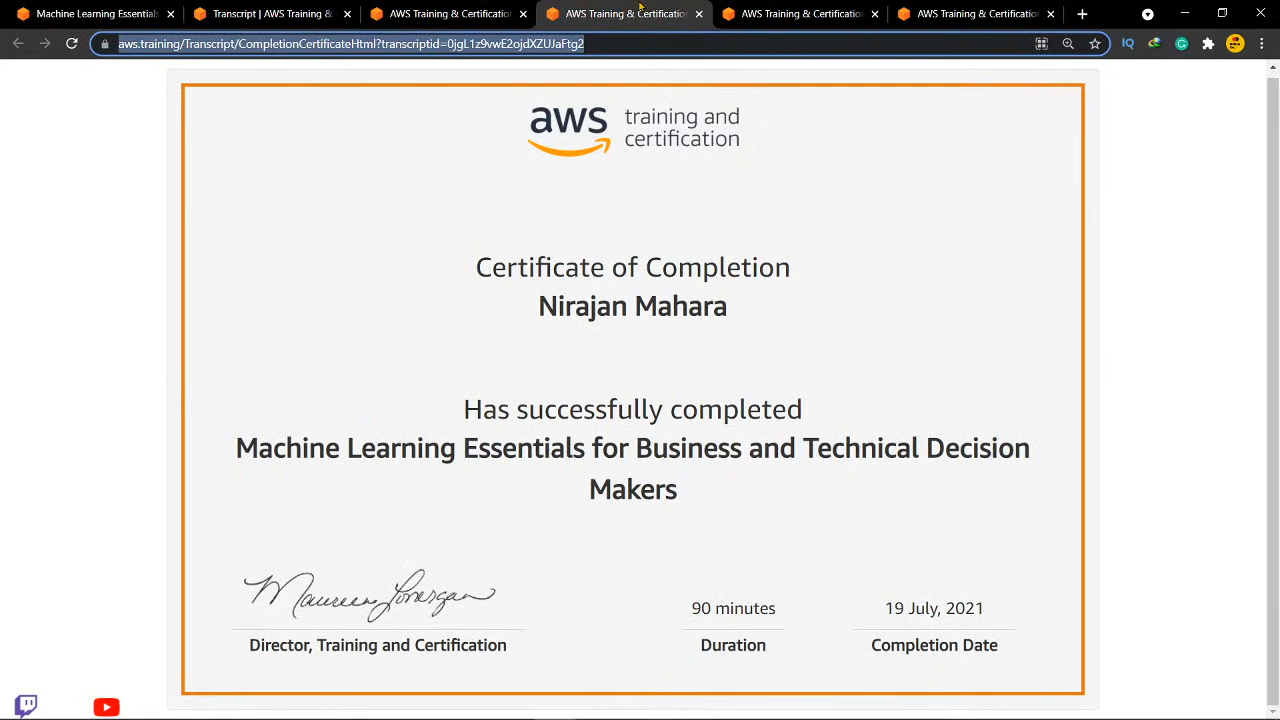 Machine Learning Essentials
Transcript | AWS Training &
AWS Training & Certification
AWS Training & Certification
AWS Training & Certification
AWS Training & Certification
aws.training/Transcript/CompletionCertificateHtml?transcriptid=0jgL1z9vwE2ojdXZUJaFtg2
IQ
aws training and
certification
Certificate of Completion
Nirajan Mahara
Has successfully completed
Machine Learning Essentials for Business and Technical Decision
Makers
Maureen Lonergan
90 minutes
19 July, 2021
Director, Training and Certification
Duration
Completion Date